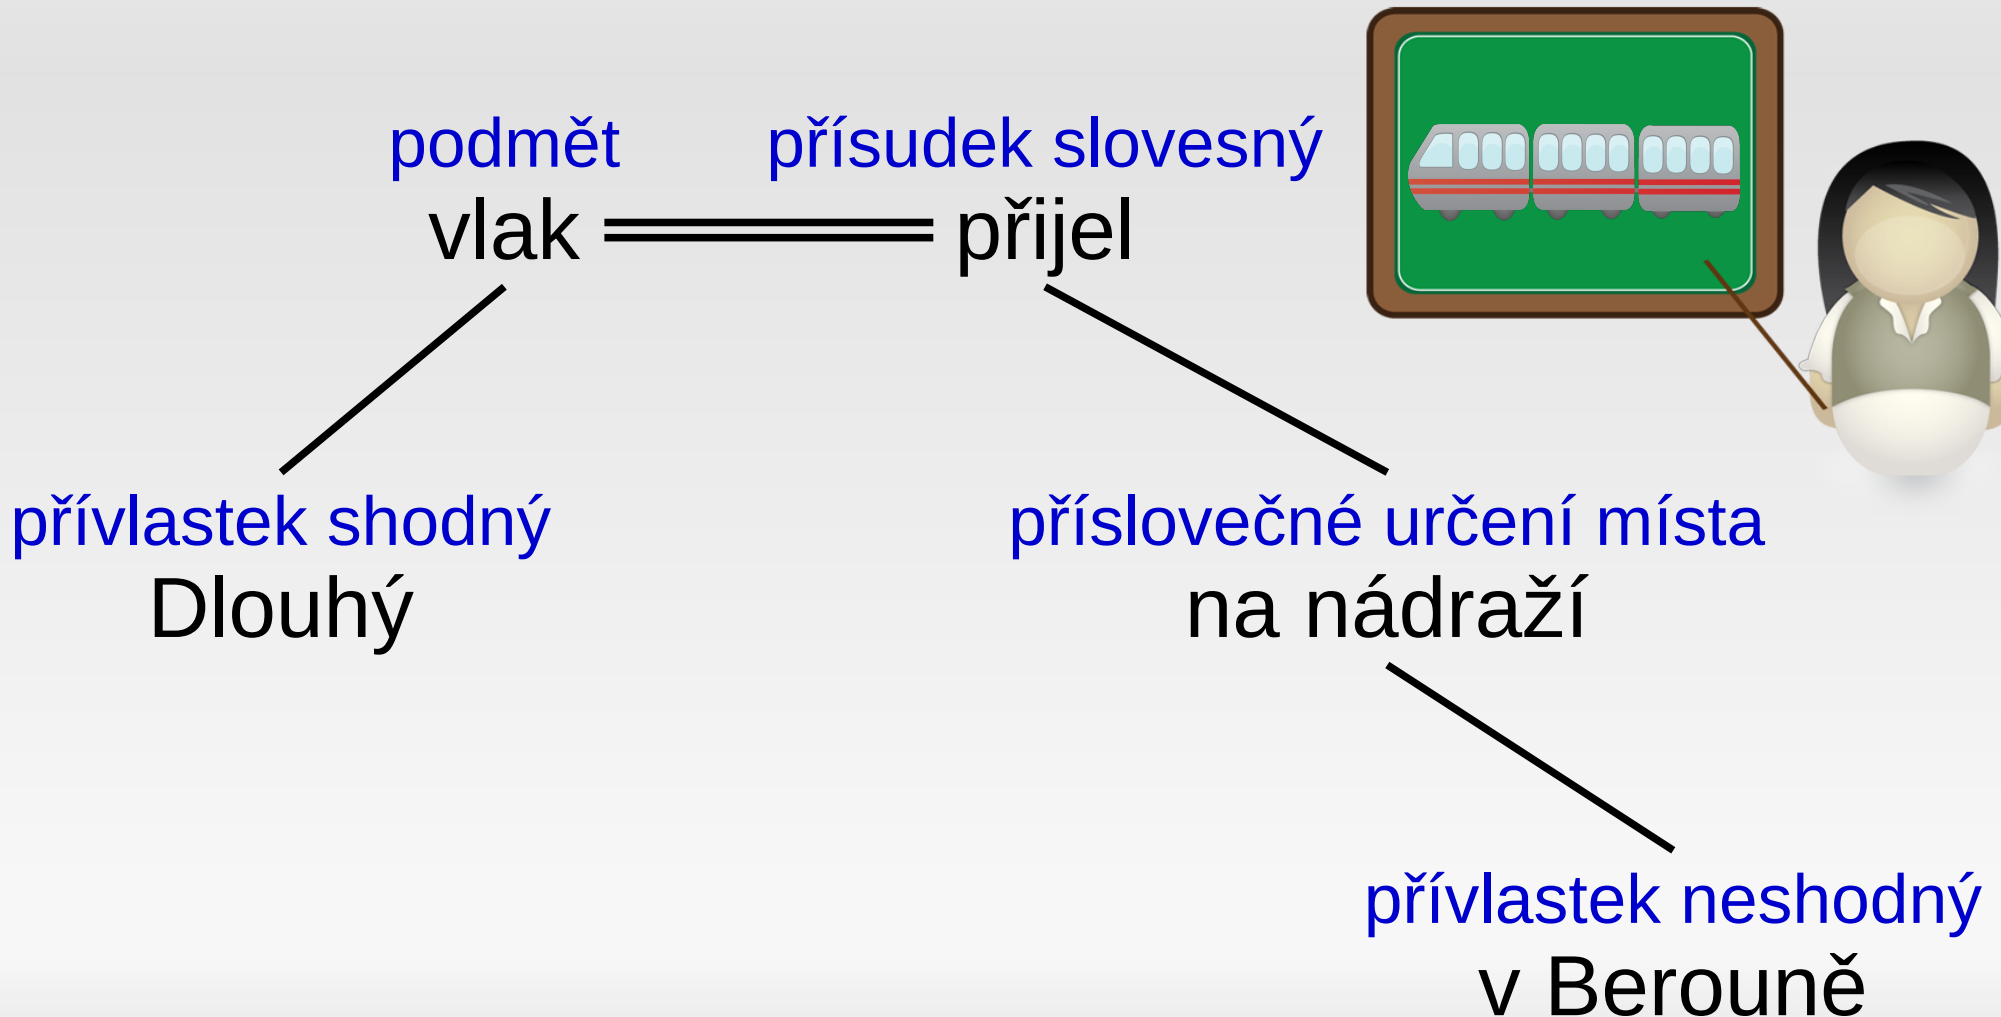 podmět přísudek slovesný
vlak přijel
přívlastek shodný příslovečné určení místa
Dlouhý na nádraží
přívlastek neshodný
v Berouně